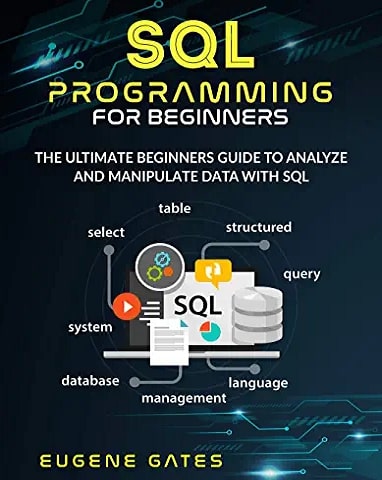 SQL
PROGRAMMING
FOR BEGINNERS
THE ULTIMATE BEGINNERS GUIDE TO ANALYZE
AND MANIPULATE DATA WITH SQL
table
select
structured
query
SQL
system
database
language
management
EUGENE GATES